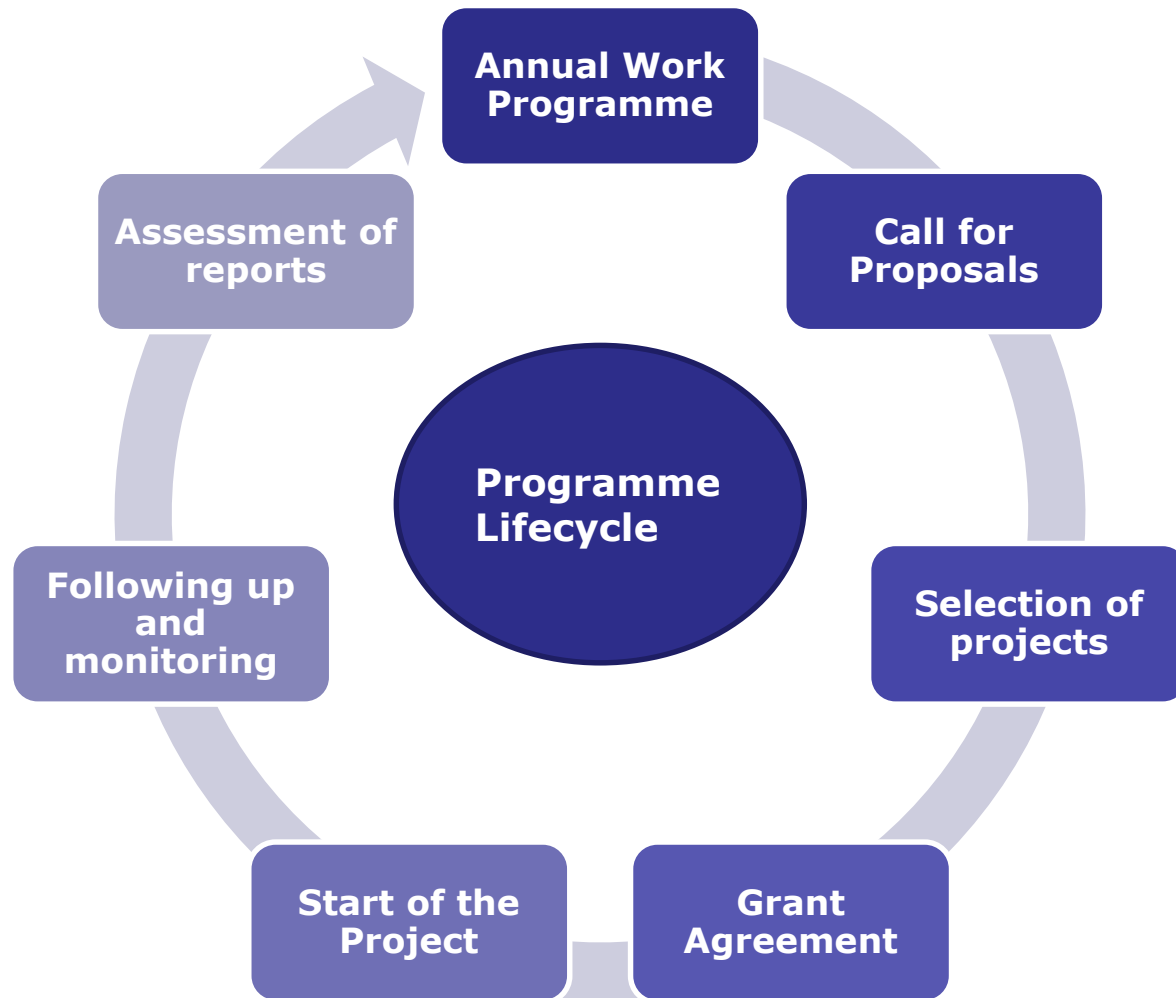 Annual Work
Programme
Call for
Proposals
Selection of
projects
Grant
Agreement
Start of the
Project
Following up
and
monitoring
Assessment of
reports
Programme
Lifecycle